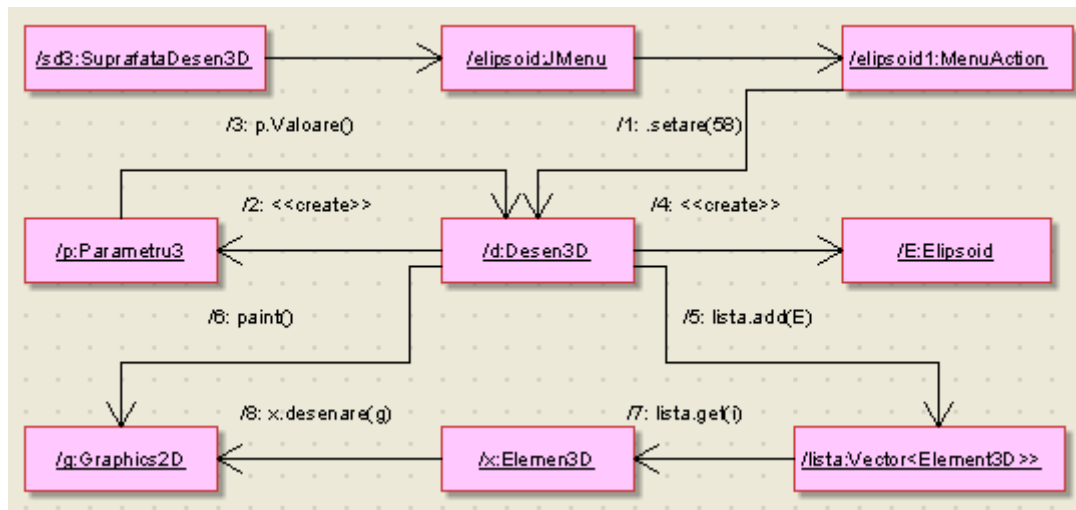 /sd3:SuprafataDesen3D
/elipsoid:JMenu
/elipsoid1:MenuAction
/3: p.Valoare()
/1: .setare(58)
/2: <<create>>
/4: <<create>>
/p:Parametru3
/d:Desen3D
/E:Elipsoid
/6: paint()
/5: lista.add(E)
/8: x.desenare(g)
/7: lista.get(i)
/g:Graphics2D
/x:Elemen3D
/lista:Vector<Element3D>>